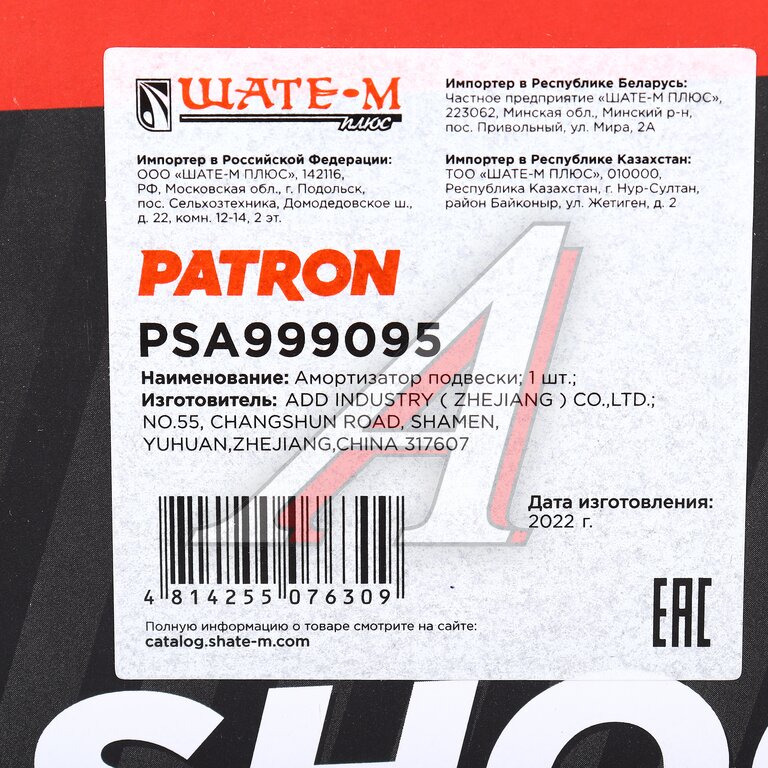 ШАТЕ-М
плюс
Импортер в Республике Беларусь:
Частное предприятие «ШАТЕ-М ПЛЮС»,
223062, Минская обл., Минский р-н,
пос. Привольный, ул. Мира, 2А
Импортер в Российской Федерации:
ООО «ШАТЕ-М ПЛЮС», 142116,
РФ, Московская обл., г. Подольск,
пос. Сельхозтехника, Домодедовское ш.,
д. 22, комн. 12-14, 2 эт.
Импортер в Республике Казахстан:
ТОО «ШАТЕ-М ПЛЮС», 010000,
Республика Казахстан, г. Нур-Султан,
район Байконыр, ул. Жетиген, д. 2
PATRON
PSA999095
Наименование: Амортизатор подвески; 1 шт.;
Изготовитель: ADD INDUSTRY ( ZHEJIANG ) CO.,LTD.;
NO.55, CHANGSHUN ROAD, SHAMEN,
YUHUAN,ZHEJIANG,CHINA 317607
Дата изготовления:
2022 г.
4 814255 076309
EAC
Полную информацию о товаре смотрите на сайте:
catalog.shate-m.com
SHO